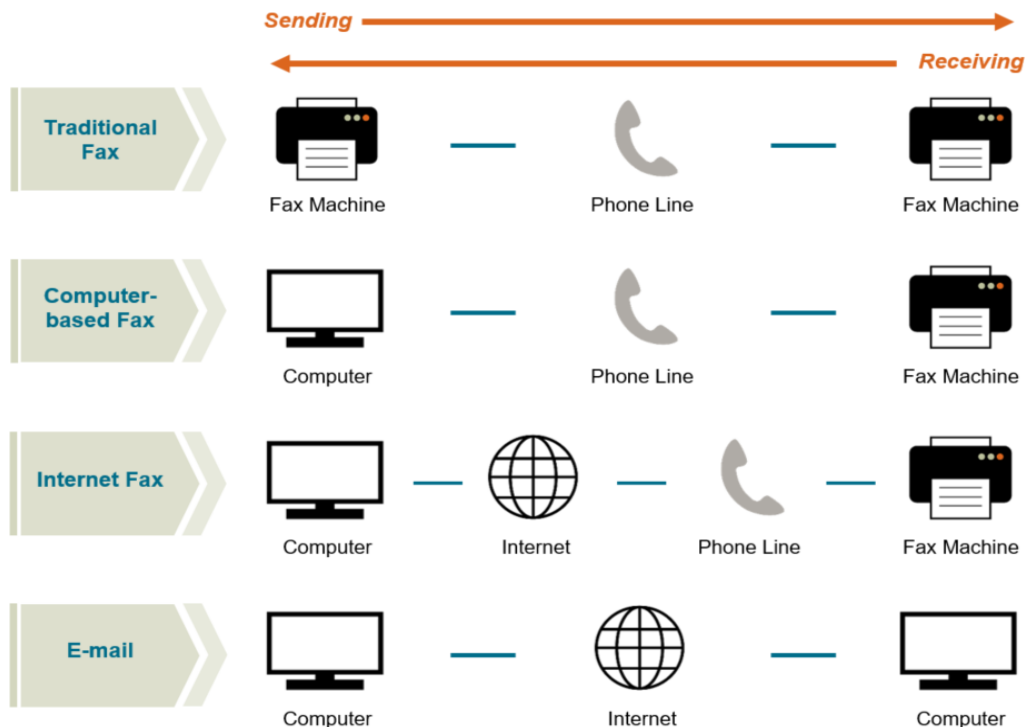 Sending
Receiving
Traditional
Fax
Fax Machine
Phone Line
Fax Machine
Computer-
based Fax
Computer
Phone Line
Fax Machine
Internet Fax
Computer
Internet
Phone Line
Fax Machine
E-mail
Computer
Internet
Computer